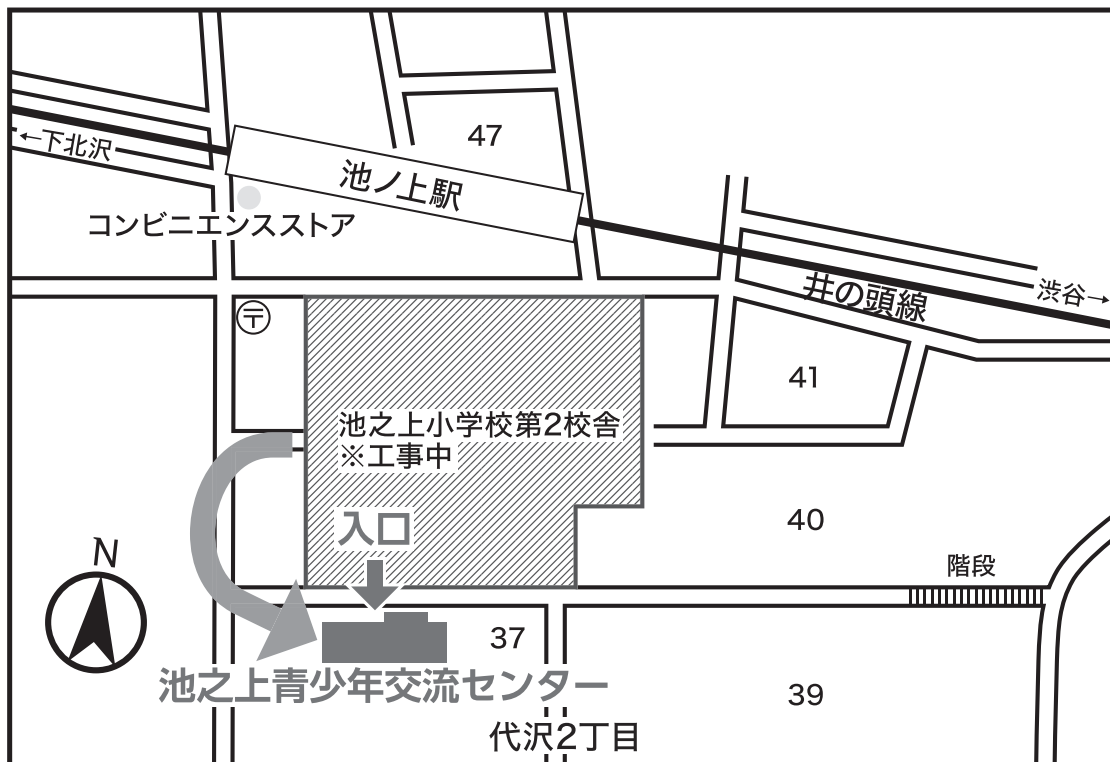 47
←下北沢
池ノ上駅
コンビニエンスストア
井の頭線
渋谷→
〒
41
池之上小学校第2校舎
※工事中
入口
40
N
階段
37
池之上青少年交流センター
39
代沢2丁目